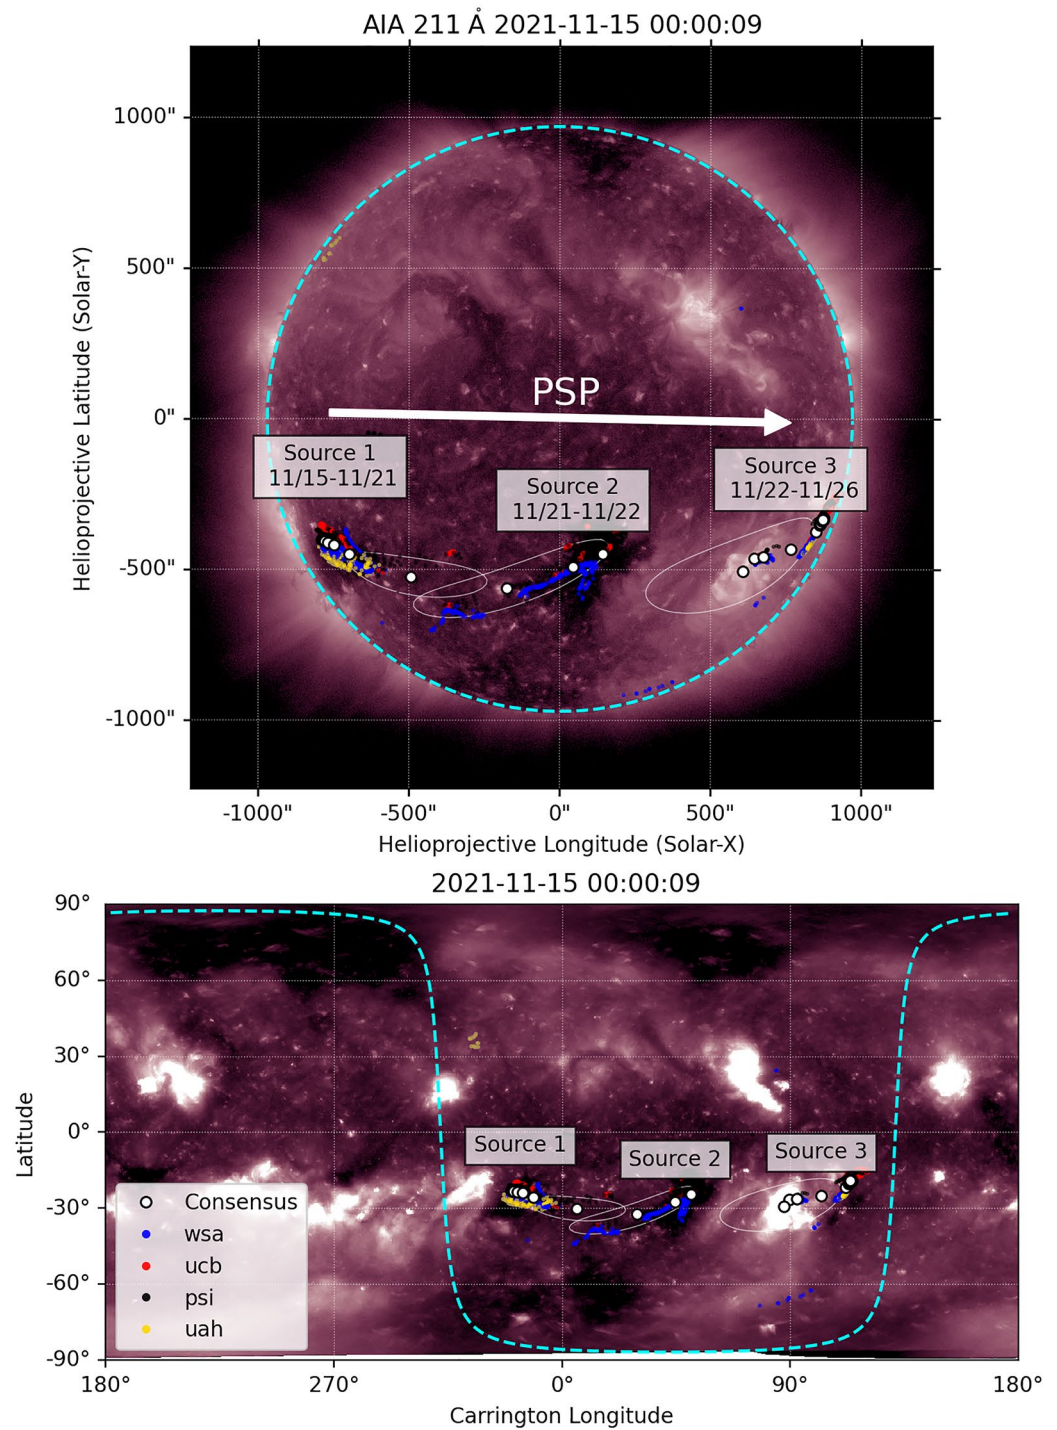 AIA 211 Å 2021-11-15 00:00:09
1000"
500"
0"
-500"
-1000"
Helioprojective Latitude (Solar-Y)
PSP
Source 1
11/15-11/21
Source 2
11/21-11/22
Source 3
11/22-11/26
-1000"
-500"
0"
500"
1000"
Helioprojective Longitude (Solar-X)
2021-11-15 00:00:09
90°
60°
30°
0°
-30°
-60°
-90°
Latitude
Source 1
Source 2
Source 3
Consensus
wsa
ucb
psi
uah
180°
270°
0°
90°
180°
Carrington Longitude